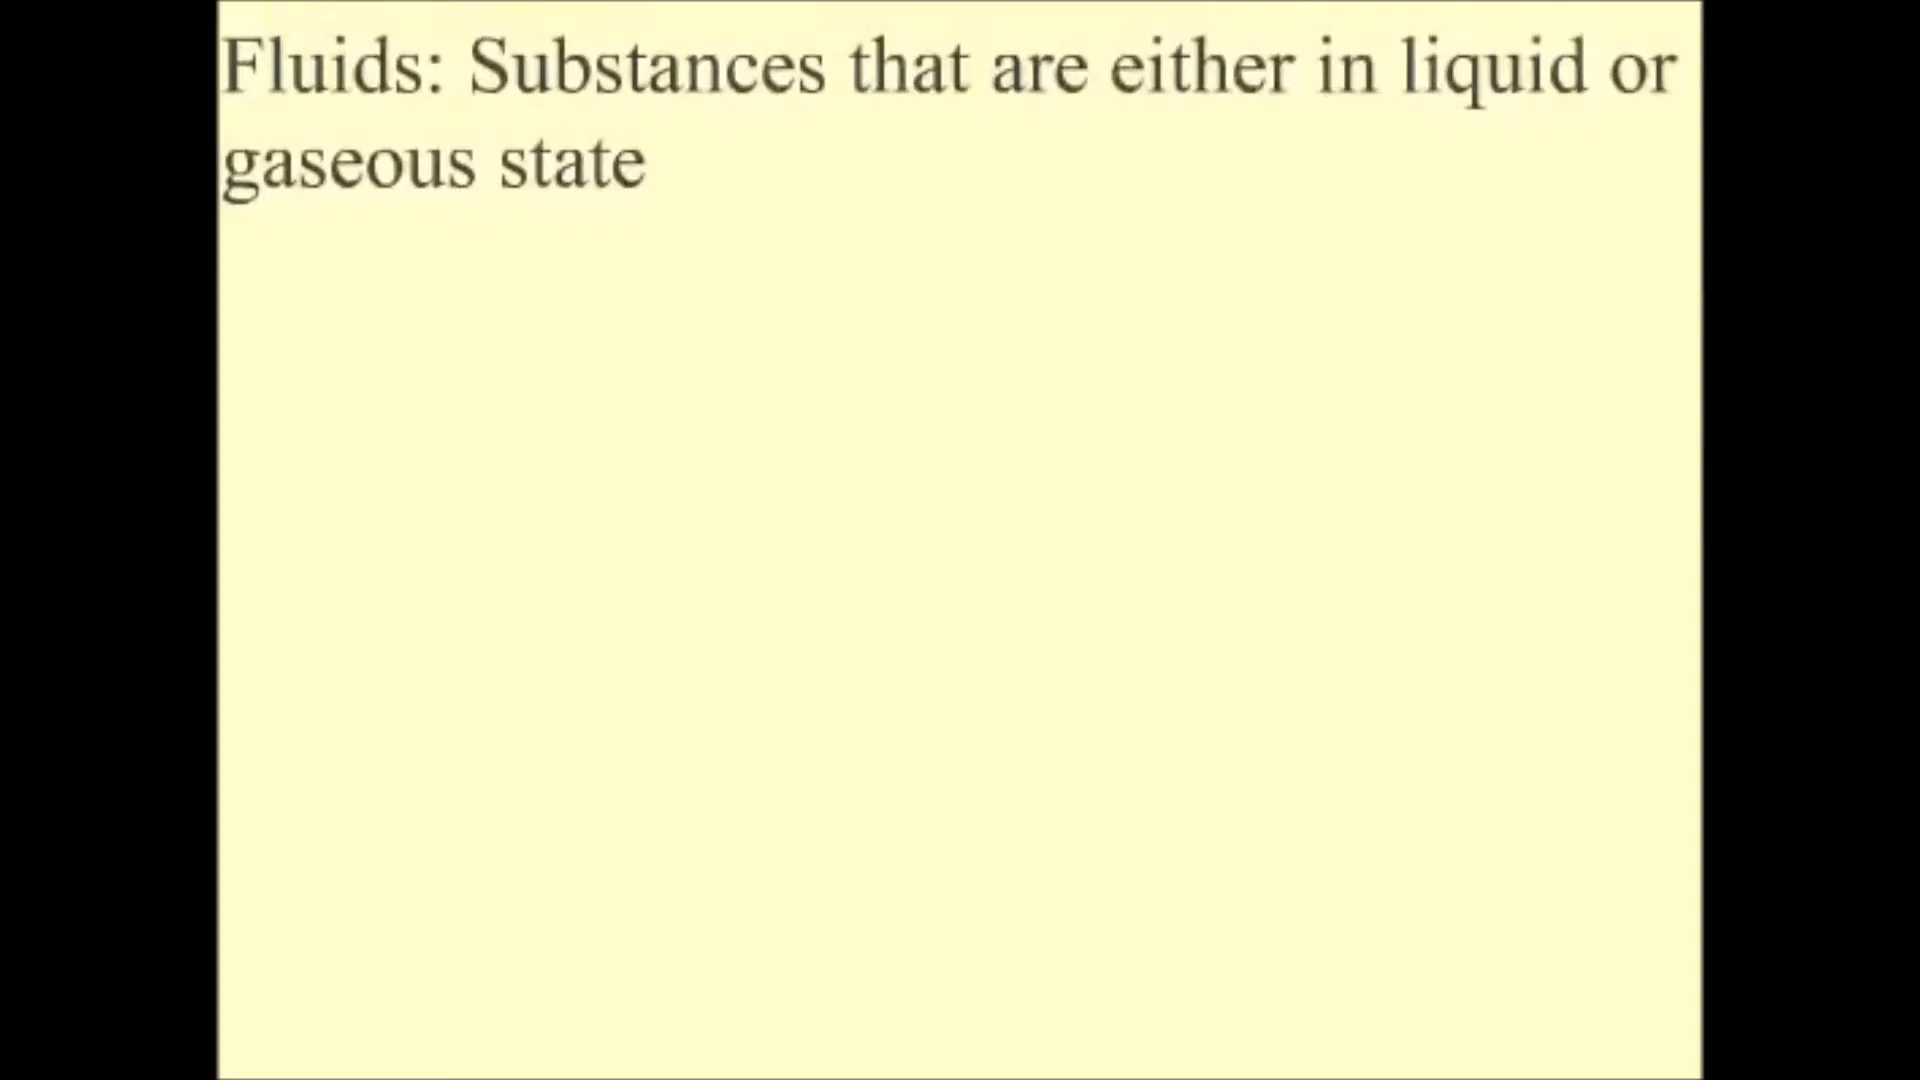 Fluids: Substances that are either in liquid or
gaseous state